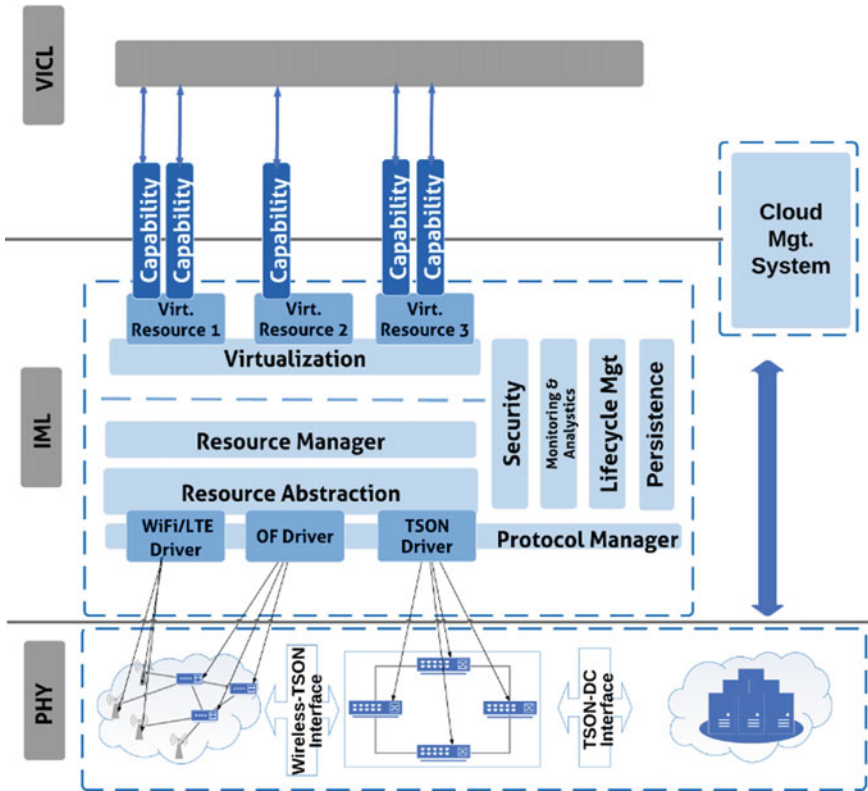 VICL
Capability
Capability
Capability
Capability
Capability
Cloud
Mgt.
System
Virt.
Resource 1
Virt.
Resource 2
Virt.
Resource 3
Virtualization
IML
Resource Manager
Resource Abstraction
Security
Monitoring &
Analystics
Lifecycle Mgt
Persistence
WiFi/LTE
Driver
OF Driver
TSON
Driver
Protocol Manager
PHY
Wireless-TSON
Interface
TSON-DC
Interface